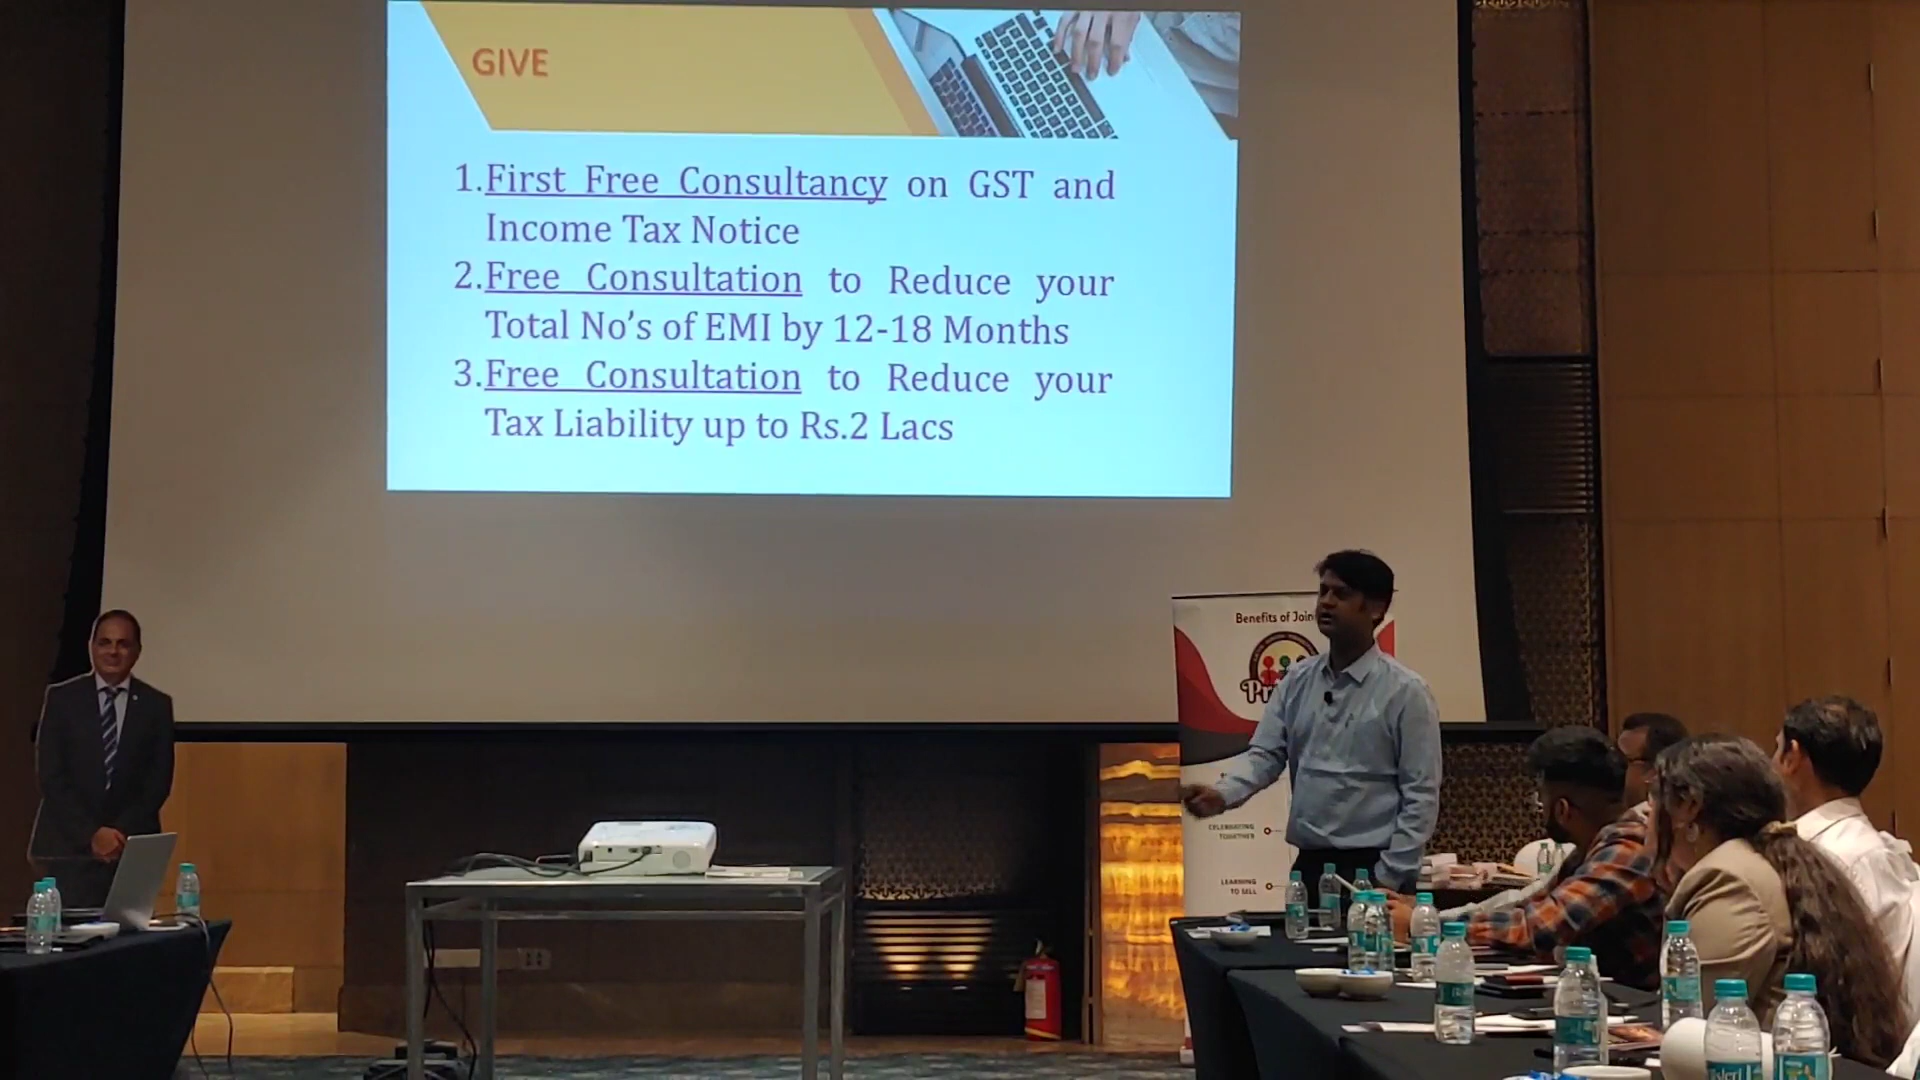 GIVE
1.First Free Consultancy on GST and
Income Tax Notice
2.Free Consultation to Reduce your
Total No's of EMI by 12-18 Months
3.Free Consultation to Reduce your
Tax Liability up to Rs.2 Lacs
Benefits of
CELEBRATING
TOGETHER
LEARNING
TO SELL